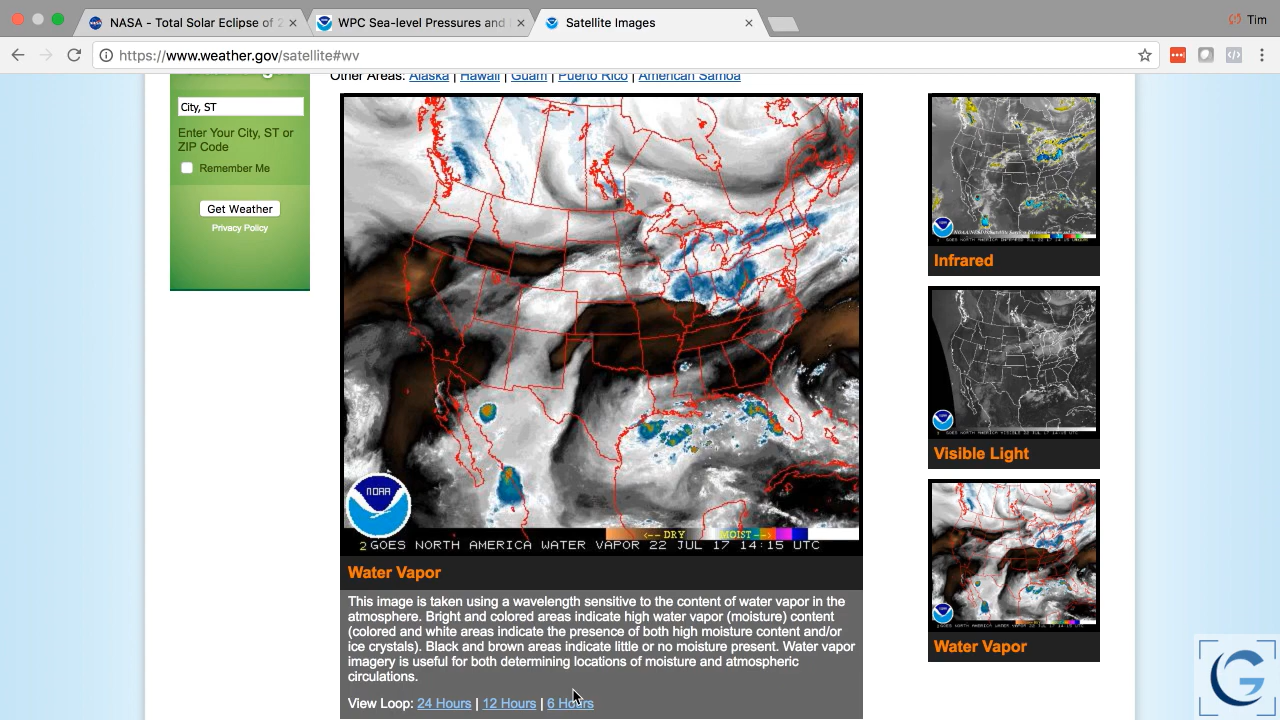 NASA - Total Solar Eclipse of 2
WPC Sea-level Pressures and
Satellite Images
Tim
https://www.weather.gov/satellite#wv
Other Areas: Alaska | Hawaii | Guam | Puerto Rico | American Samoa
City, ST
Enter Your City, ST or
ZIP Code
Remember Me
Get Weather
Privacy Policy
NOAA
<-- DRY MOIST -->
2 GOES NORTH AMERICA WATER VAPOR 22 JUL 17 14:15 UTC
Water Vapor
This image is taken using a wavelength sensitive to the content of water vapor in the
atmosphere. Bright and colored areas indicate high water vapor (moisture) content
(colored and white areas indicate the presence of both high moisture content and/or
ice crystals). Black and brown areas indicate little or no moisture present. Water vapor
imagery is useful for both determining locations of moisture and atmospheric
circulations.
View Loop: 24 Hours | 12 Hours | 6 Hours
Infrared
Visible Light
Water Vapor
G